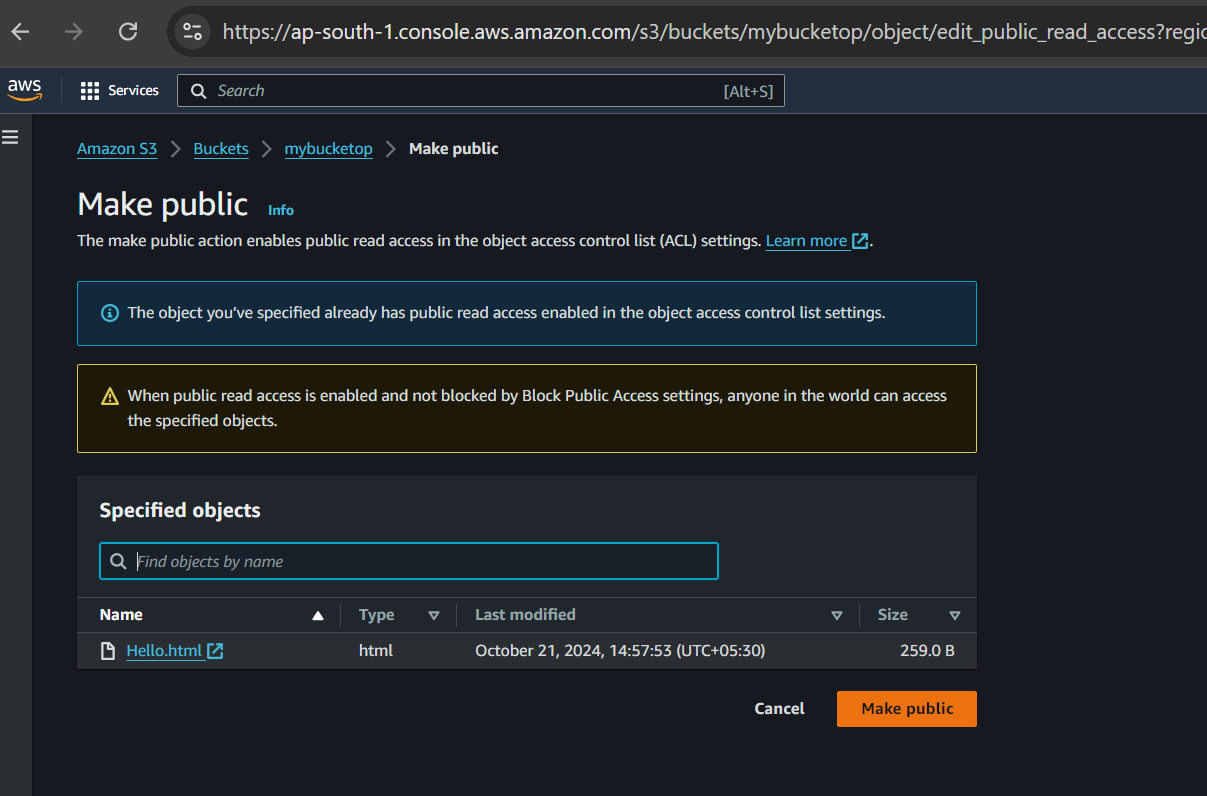 https://ap-south-1.console.aws.amazon.com/s3/buckets/mybucketop/object/edit_public_read_access?regio
aws Services Search [Alt+S]
Amazon S3 > Buckets > mybucketop > Make public
Make public Info
The make public action enables public read access in the object access control list (ACL) settings. Learn more.
The object you’ve specified already has public read access enabled in the object access control list settings.
When public read access is enabled and not blocked by Block Public Access settings, anyone in the world can access
the specified objects.
Specified objects
Find objects by name
Name Type Last modified Size
Hello.html html October 21, 2024, 14:57:53 (UTC+05:30) 259.0 B
Cancel Make public